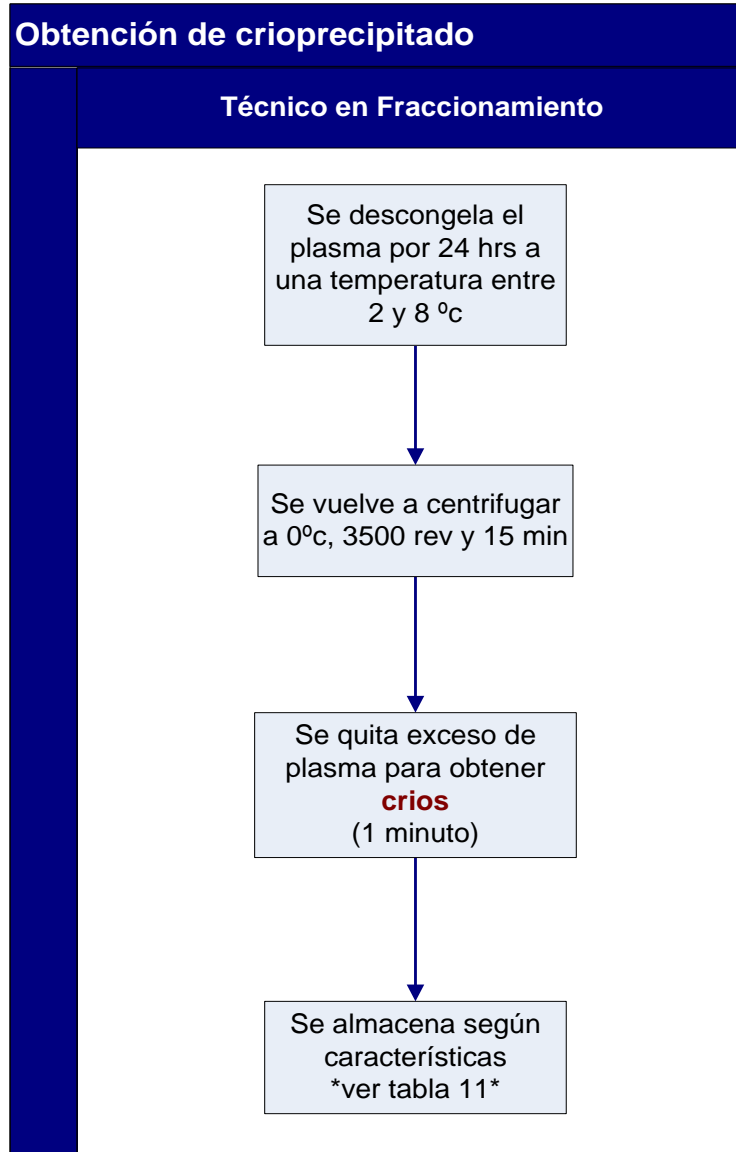 Obtención de crioprecipitado
Técnico en Fraccionamiento
Se descongela el
plasma por 24 hrs a
una temperatura entre
2 y 8 ºc
Se vuelve a centrifugar
a 0ºc, 3500 rev y 15 min
Se quita exceso de
plasma para obtener
crios
(1 minuto)
Se almacena según
características
*ver tabla 11*